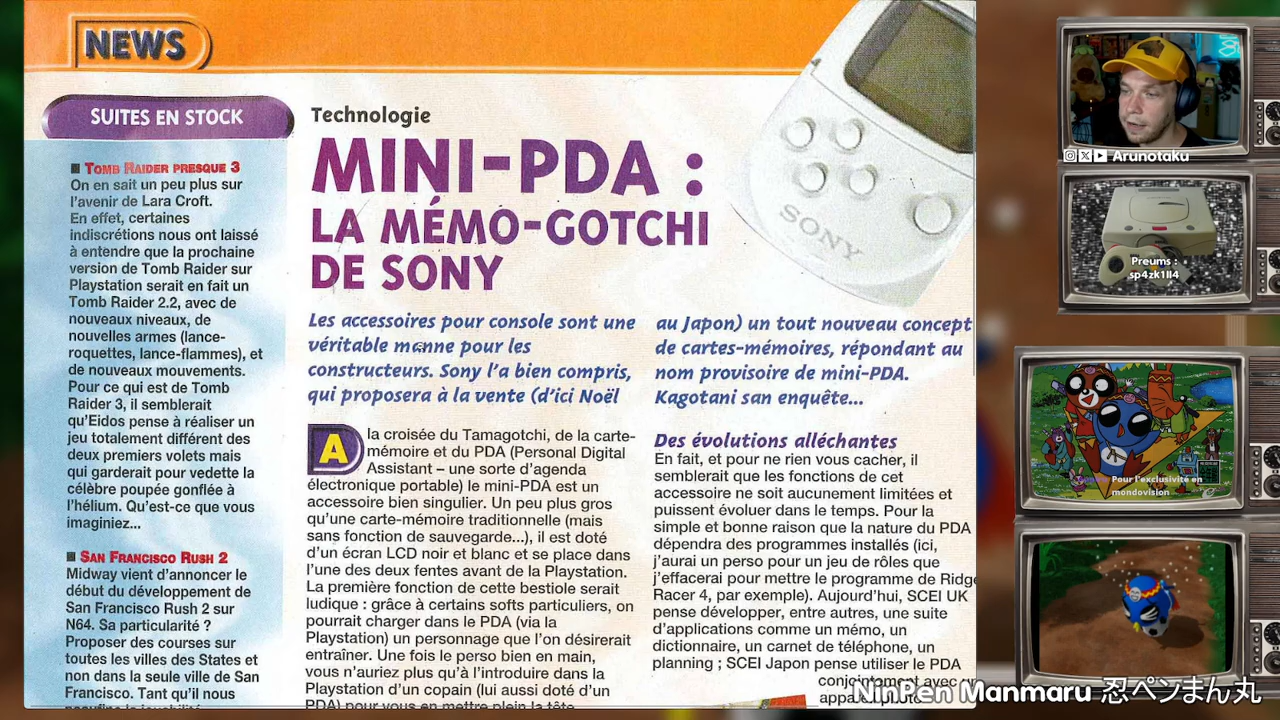 NEWS
SUITES EN STOCK
■ TOMB RAIDER PRESQUE 3
On en sait un peu plus sur
l'avenir de Lara Croft.
En effet, certaines
indiscrétions nous ont laissé
à entendre que la prochaine
version de Tomb Raider sur
Playstation serait en fait un
Tomb Raider 2.2, avec de
nouveaux niveaux, de
nouvelles armes (lance-
roquettes, lance-flammes), et
de nouveaux mouvements.
Pour ce qui est de Tomb
Raider 3, il semblerait
qu'Eidos pense à réaliser un
jeu totalement différent des
deux premiers volets mais
qui garderait pour vedette la
célèbre poupée gonflée à
l'hélium. Qu'est-ce que vous
imaginiez...
■ SAN FRANCISCO RUSH 2
Midway vient d'annoncer le
début du développement de
San Francisco Rush 2 sur
N64. Sa particularité ?
Proposer des courses sur
toutes les villes des States et
non dans la seule ville de San
Francisco. Tant qu'il nous
Technologie
MINI-PDA :
LA MÉMO-GOTCHI
DE SONY
SONY
Les accessoires pour console sont une
véritable manne pour les
constructeurs. Sony l'a bien compris,
qui proposera à la vente (d'ici Noël
au Japon) un tout nouveau concept
de cartes-mémoires, répondant au
nom provisoire de mini-PDA.
Kagotani san enquête...
A la croisée du Tamagotchi, de la carte-
mémoire et du PDA (Personal Digital
Assistant – une sorte d'agenda
électronique portable) le mini-PDA est un
accessoire bien singulier. Un peu plus gros
qu'une carte-mémoire traditionnelle (mais
sans fonction de sauvegarde...), il est doté
d'un écran LCD noir et blanc et se place dans
l'une des deux fentes avant de la Playstation.
La première fonction de cette bestiole serait
ludique : grâce à certains softs particuliers, on
pourrait charger dans le PDA (via la
Playstation) un personnage que l'on désirerait
entraîner. Une fois le perso bien en main,
vous n'auriez plus qu'à l'introduire dans la
Playstation d'un copain (lui aussi doté d'un
PDA) pour vous en mettre plein la tête
Des évolutions alléchantes
En fait, et pour ne rien vous cacher, il
semblerait que les fonctions de cet
accessoire ne soit aucunement limitées et
puissent évoluer dans le temps. Pour la
simple et bonne raison que la nature du PDA
dépendra des programmes installés (ici,
j'aurai un perso pour un jeu de rôles que
j'effacerai pour mettre le programme de Ridge
Racer 4, par exemple). Aujourd'hui, SCEI UK
pense développer, entre autres, une suite
d'applications comme un mémo, un
dictionnaire, un carnet de téléphone, un
planning ; SCEI Japon pense utiliser le PDA
conjointement avec
Arunotaku
Preums :
sp4zk1ll4
Pour l'exclusivité en
mondovision
NinPen Manmaru 忍ペンまん丸